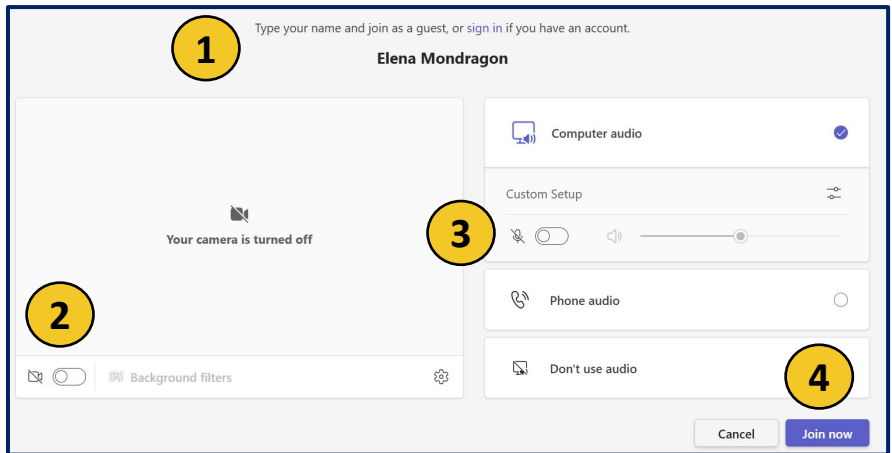 Type your name and join as a guest, or sign in if you have an account.
1
Elena Mondragon
Computer audio
Custom Setup
Your camera is turned off
3
Phone audio
2
Background filters
Don't use audio
4
Cancel
Join now